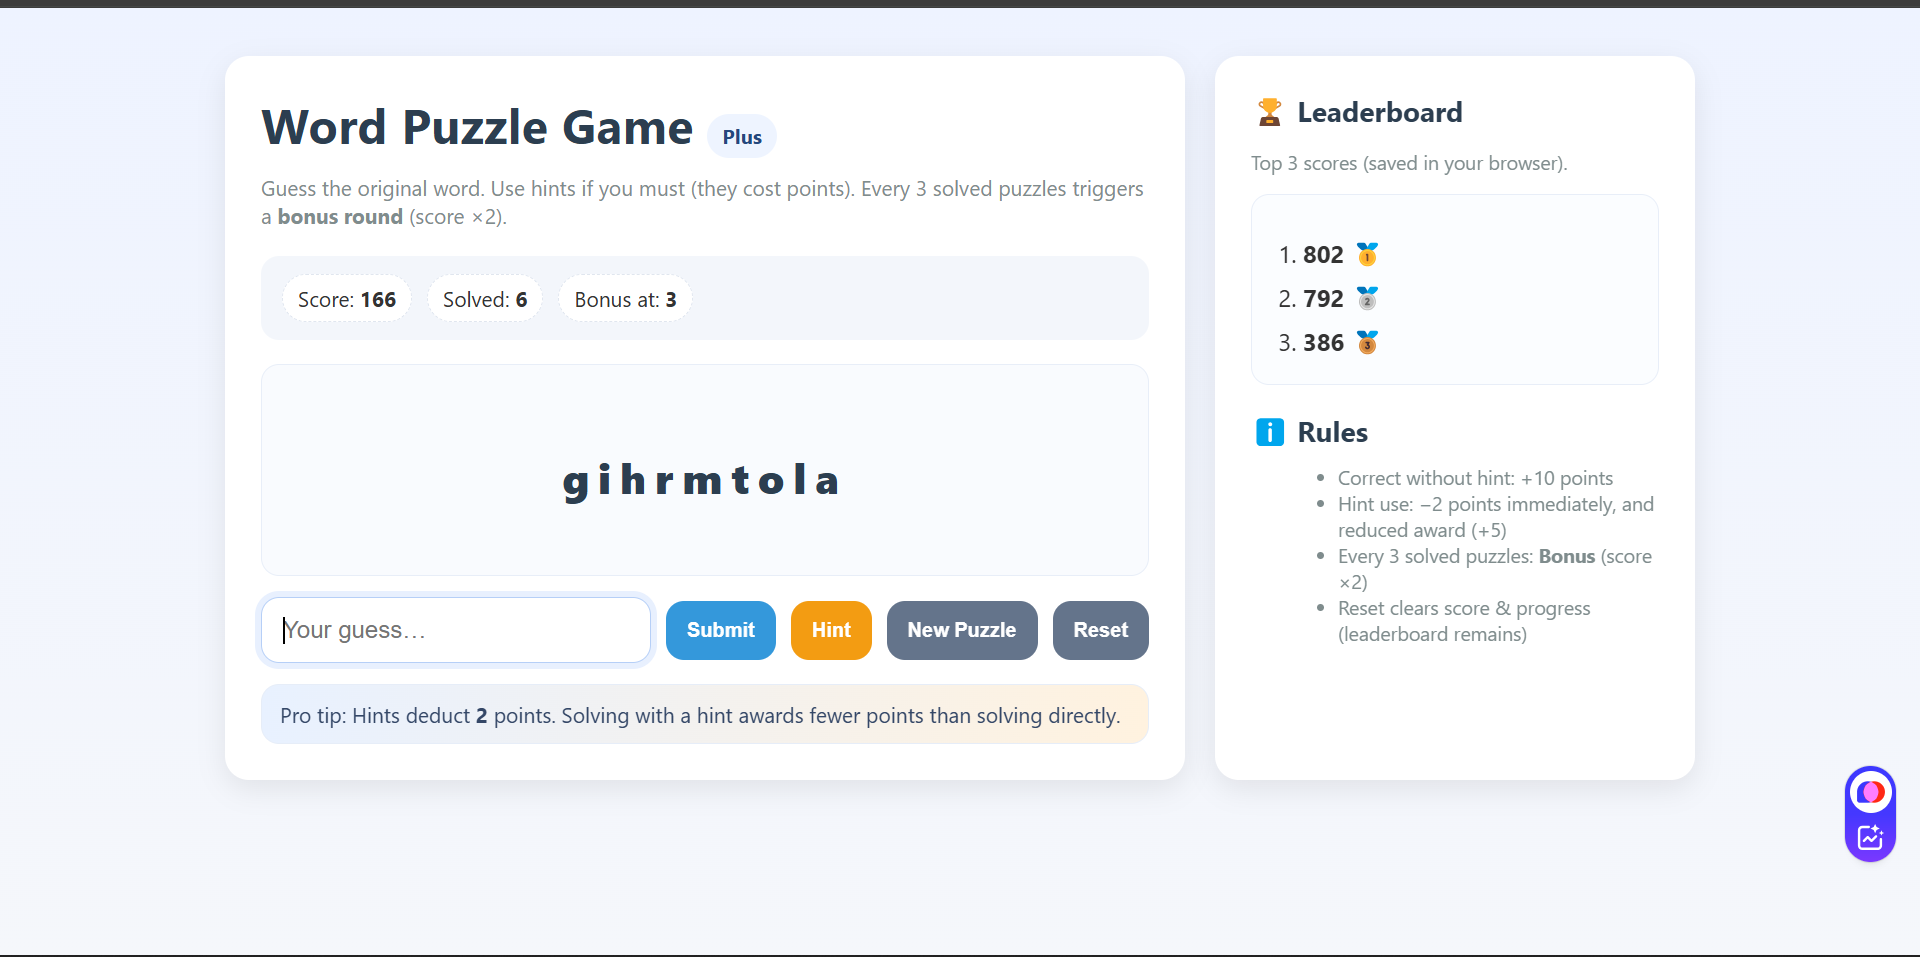 Word Puzzle Game Plus
Guess the original word. Use hints if you must (they cost points). Every 3 solved puzzles triggers
a bonus round (score ×2).
Score: 166 Solved: 6 Bonus at: 3
gihrmtola
Your guess…
Submit
Hint
New Puzzle
Reset
Pro tip: Hints deduct 2 points. Solving with a hint awards fewer points than solving directly.
🏆 Leaderboard
Top 3 scores (saved in your browser).
1. 802 🥇
2. 792 🥈
3. 386 🥉
ℹ️ Rules
• Correct without hint: +10 points
• Hint use: −2 points immediately, and
reduced award (+5)
• Every 3 solved puzzles: Bonus (score
×2)
• Reset clears score & progress
(leaderboard remains)